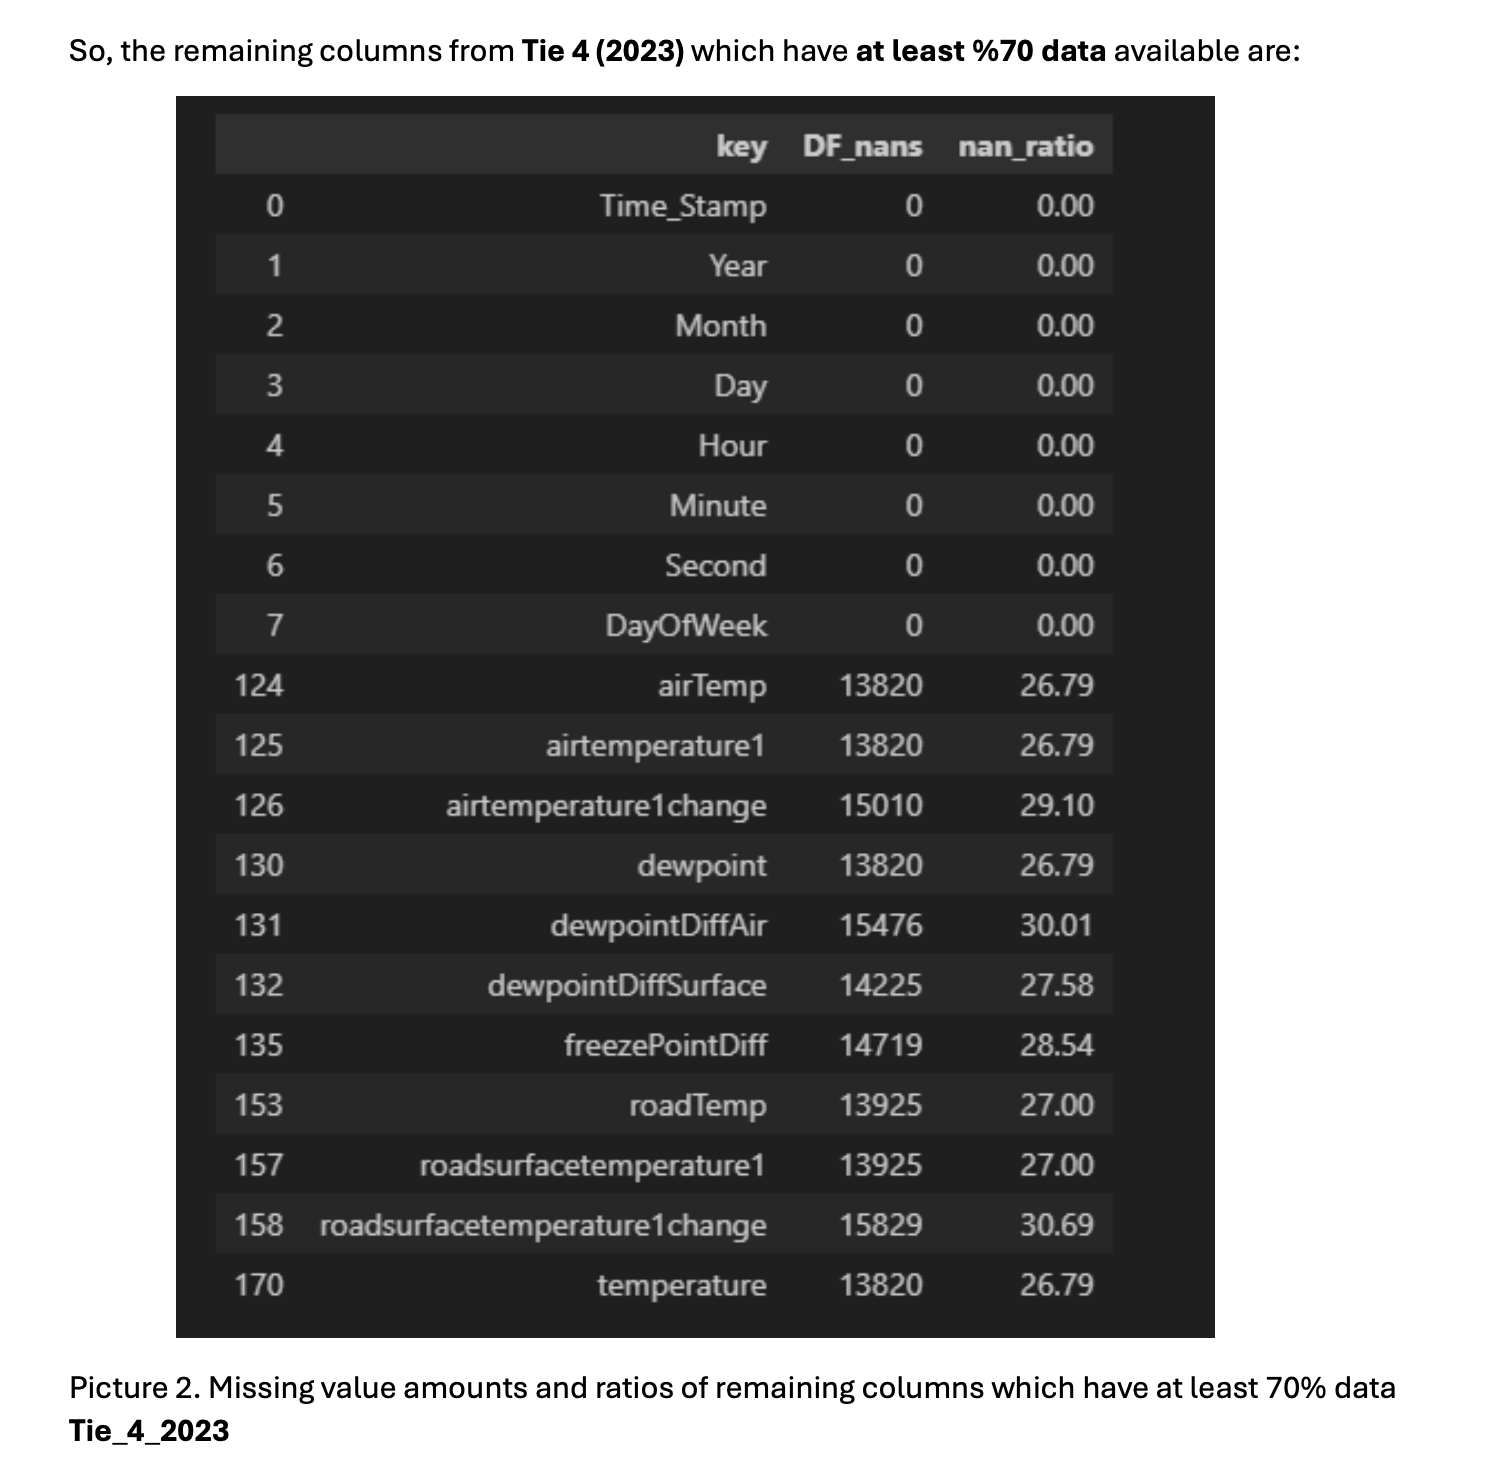 So, the remaining columns from Tie 4 (2023) which have at least %70 data available are:
key DF_nans nan_ratio
0 Time_Stamp 0 0.00
1 Year 0 0.00
2 Month 0 0.00
3 Day 0 0.00
4 Hour 0 0.00
5 Minute 0 0.00
6 Second 0 0.00
7 DayOfWeek 0 0.00
124 airTemp 13820 26.79
125 airtemperature1 13820 26.79
126 airtemperature1change 15010 29.10
130 dewpoint 13820 26.79
131 dewpointDiffAir 15476 30.01
132 dewpointDiffSurface 14225 27.58
135 freezePointDiff 14719 28.54
153 roadTemp 13925 27.00
157 roadsurfacetemperature1 13925 27.00
158 roadsurfacetemperature1change 15829 30.69
170 temperature 13820 26.79
Picture 2. Missing value amounts and ratios of remaining columns which have at least 70% data
Tie_4_2023